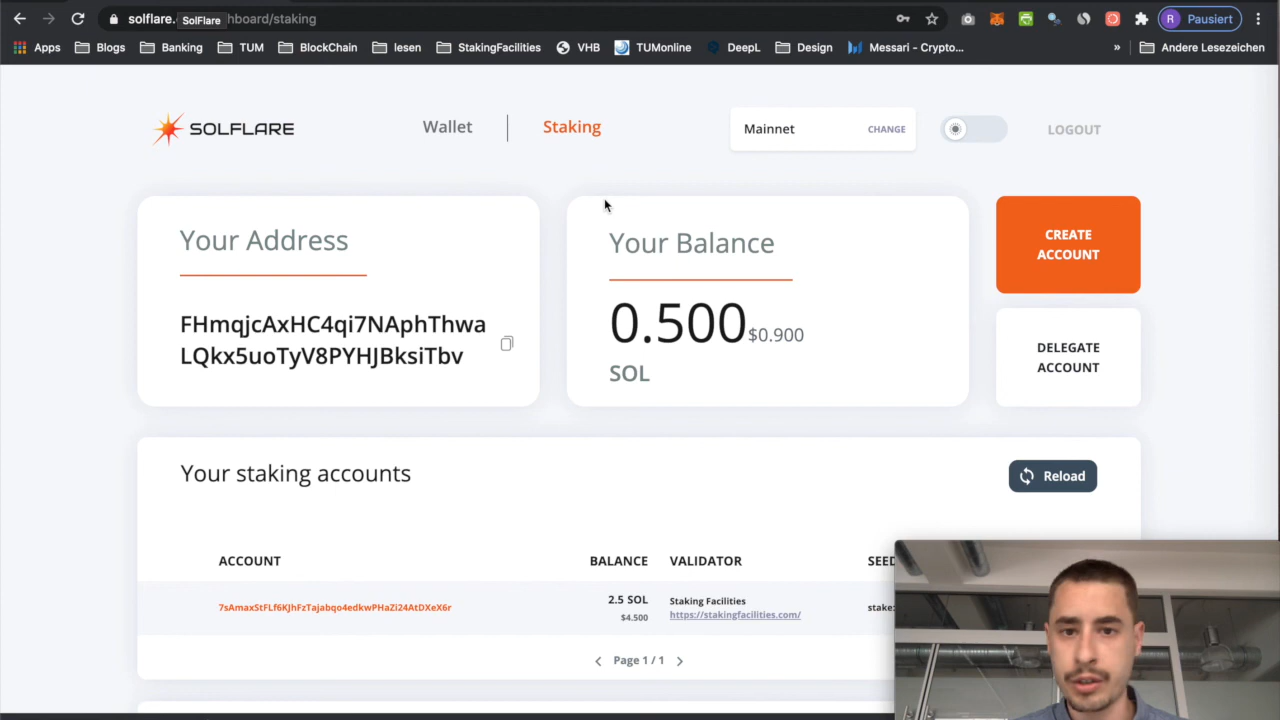 solflare. hboard/staking
SolFlare
R Pausiert
Apps Blogs Banking TUM BlockChain lesen StakingFacilities VHB TUMonline DeepL Design Messari - Crypto... » Andere Lesezeichen
SOLFLARE
Wallet
Staking
Mainnet CHANGE
LOGOUT
Your Address
FHmqjcAxHC4qi7NAphThwa
LQkx5uoTyV8PYHJBksiTbv
Your Balance
0.500 $0.900
SOL
CREATE
ACCOUNT
DELEGATE
ACCOUNT
Your staking accounts
Reload
ACCOUNT BALANCE VALIDATOR SEED
7sAmaxStFLf6KJhFzTajabqo4edkwPHaZi24AtDXeX6r
2.5 SOL
$4.500
Staking Facilities
https://stakingfacilities.com/
stake:
Page 1 / 1